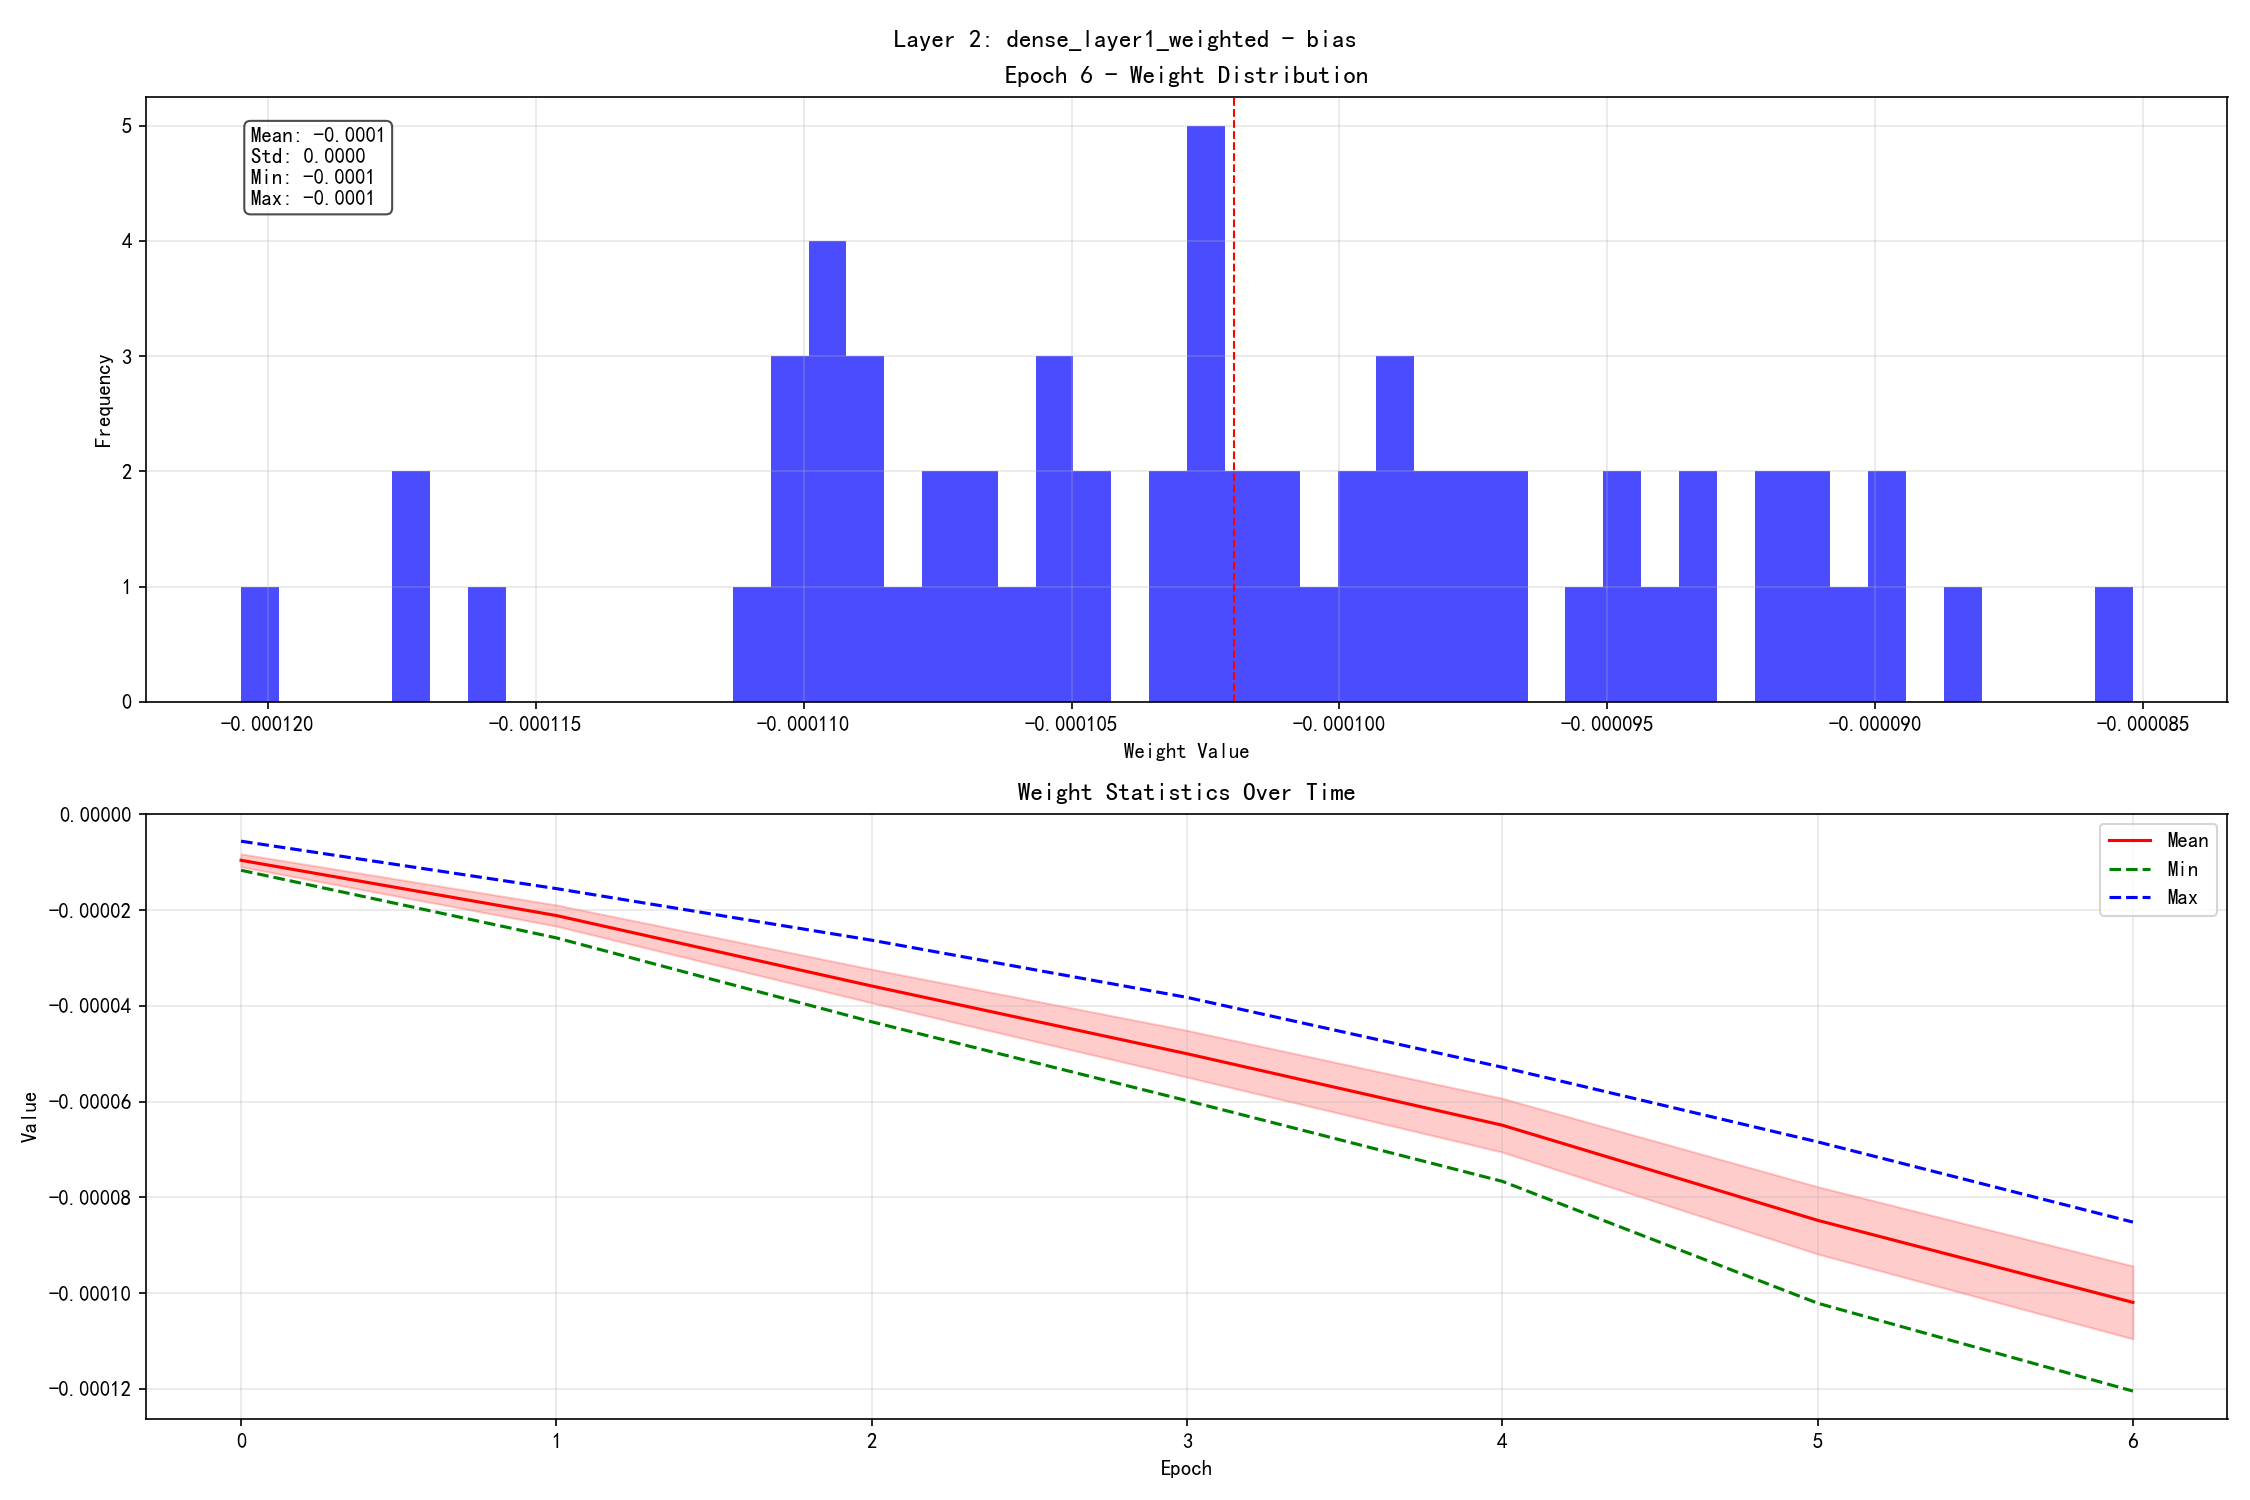 Layer 2: dense_layer1_weighted - bias
Epoch 6 - Weight Distribution
Mean: -0.0001
Std: 0.0000
Min: -0.0001
Max: -0.0001
5
4
3
2
1
0
Frequency
-0.000120 -0.000115 -0.000110 -0.000105 -0.000100 -0.000095 -0.000090 -0.000085
Weight Value
Weight Statistics Over Time
0.00000
-0.00002
-0.00004
-0.00006
-0.00008
-0.00010
-0.00012
Value
Mean
Min
Max
0 1 2 3 4 5 6
Epoch